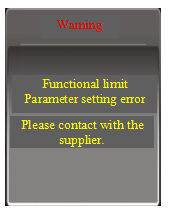 Warning
Functional limit
Parameter setting error
Please contact with the
supplier.